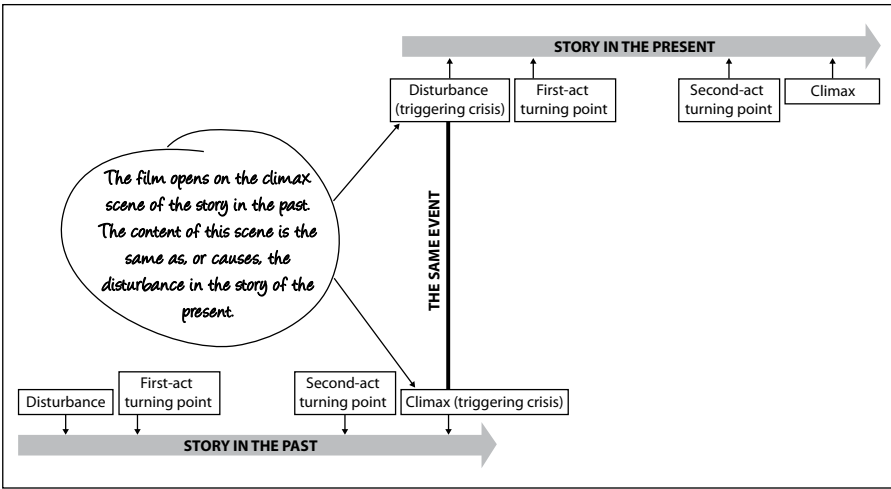 STORY IN THE PRESENT
Disturbance
(triggering crisis)
First-act
turning point
Second-act
turning point
Climax
The film opens on the climax
scene of the story in the past.
The content of this scene is the
same as, or causes, the
disturbance in the story of the
present.
THE SAME EVENT
Disturbance
First-act
turning point
Second-act
turning point
Climax (triggering crisis)
STORY IN THE PAST